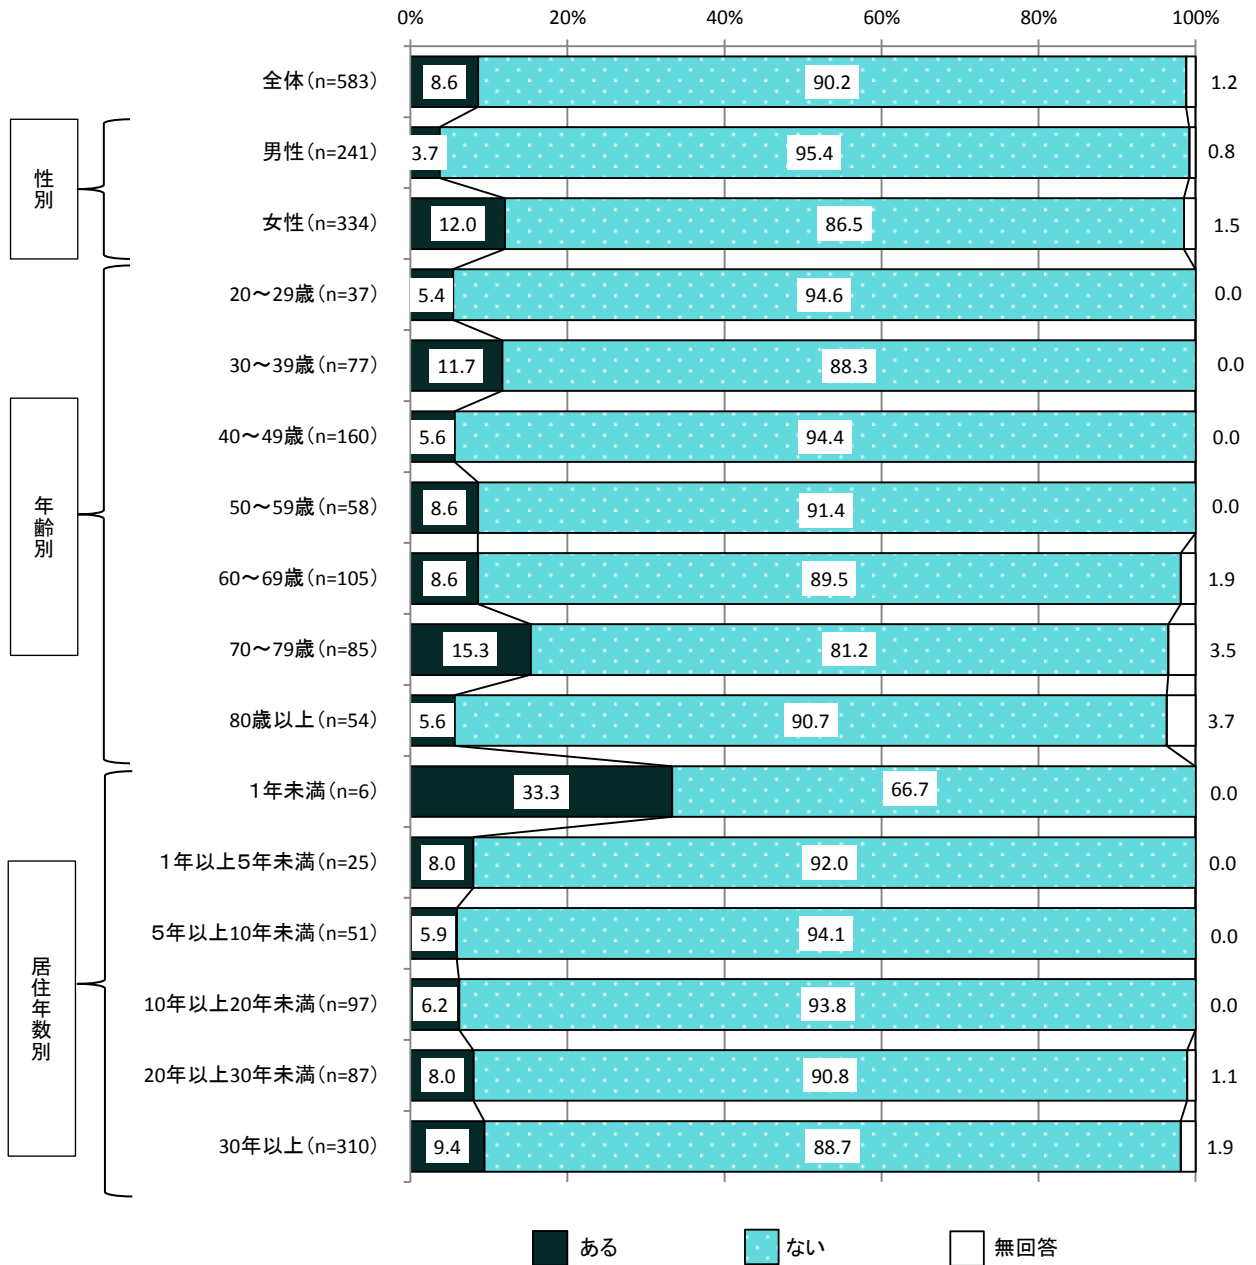 0% 20% 40% 60% 80% 100%
全体(n=583) 8.6 90.2 1.2
性別
男性(n=241) 3.7 95.4 0.8
女性(n=334) 12.0 86.5 1.5
年齢別
20～29歳(n=37) 5.4 94.6 0.0
30～39歳(n=77) 11.7 88.3 0.0
40～49歳(n=160) 5.6 94.4 0.0
50～59歳(n=58) 8.6 91.4 0.0
60～69歳(n=105) 8.6 89.5 1.9
70～79歳(n=85) 15.3 81.2 3.5
80歳以上(n=54) 5.6 90.7 3.7
居住年数別
1年未満(n=6) 33.3 66.7 0.0
1年以上５年未満(n=25) 8.0 92.0 0.0
５年以上10年未満(n=51) 5.9 94.1 0.0
10年以上20年未満(n=97) 6.2 93.8 0.0
20年以上30年未満(n=87) 8.0 90.8 1.1
30年以上(n=310) 9.4 88.7 1.9
ある ない 無回答